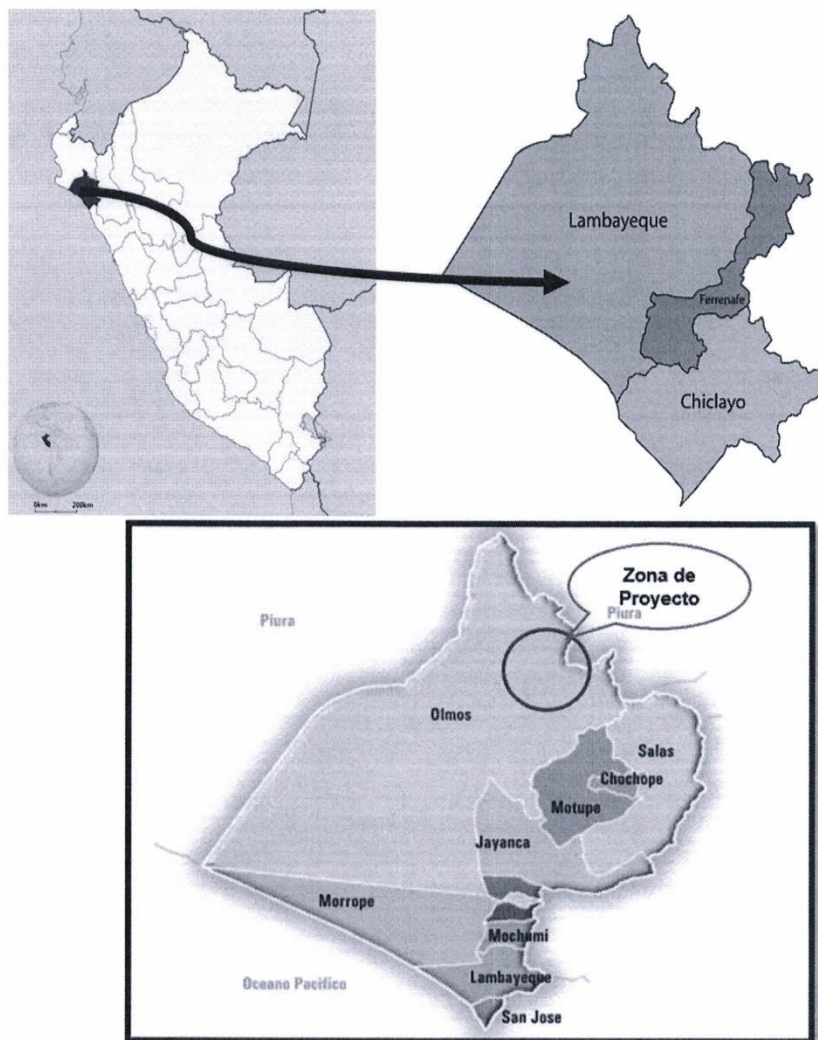 Lambayeque
Ferrenafe
Chiclayo
0km 200km
Zona de
Proyecto
Piura
Piura
Olmos
Salas
Chochope
Motupe
Jayanca
Morrope
Mochumi
Lambayeque
Oceano Pacifico
San Jose